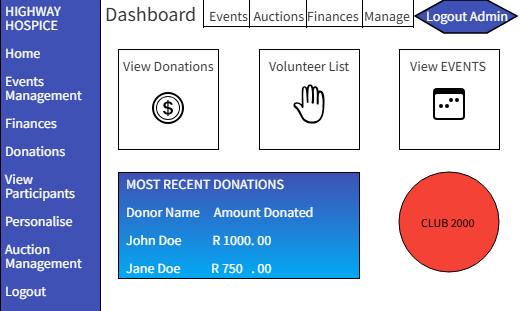 HIGHWAY
HOSPICE
Home
Events
Management
Finances
Donations
View
Participants
Personalise
Auction
Management
Logout
Dashboard Events Auctions Finances Manage Logout Admin
View Donations Volunteer List View EVENTS
$
MOST RECENT DONATIONS
Donor Name Amount Donated
John Doe R 1000. 00
Jane Doe R 750 . 00
CLUB 2000